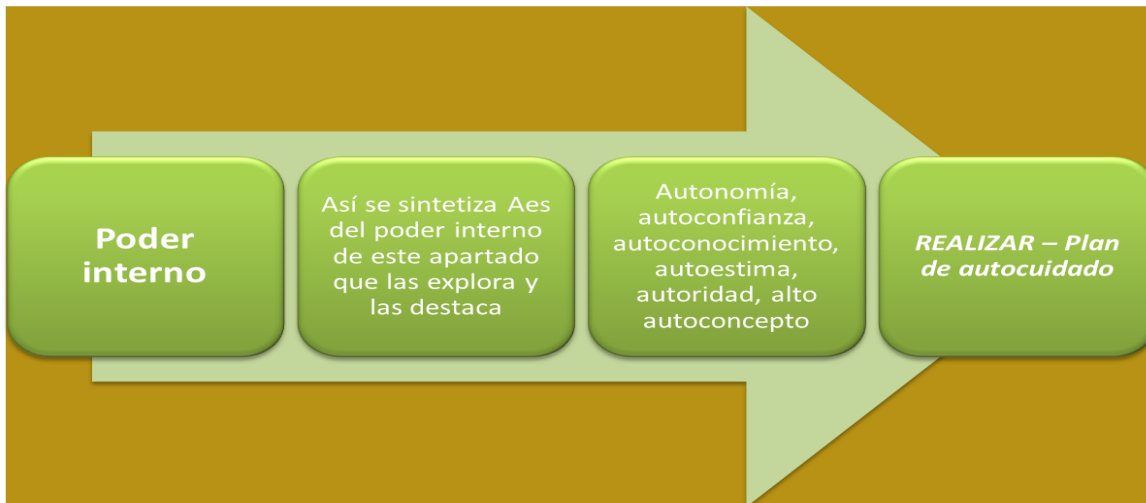 Poder
interno
Así se sintetiza Aes
del poder interno
de este apartado
que las explora y
las destaca
Autonomía,
autoconfianza,
autoconocimiento,
autoestima,
autoridad, alto
autoconcepto
REALIZAR – Plan
de autocuidado